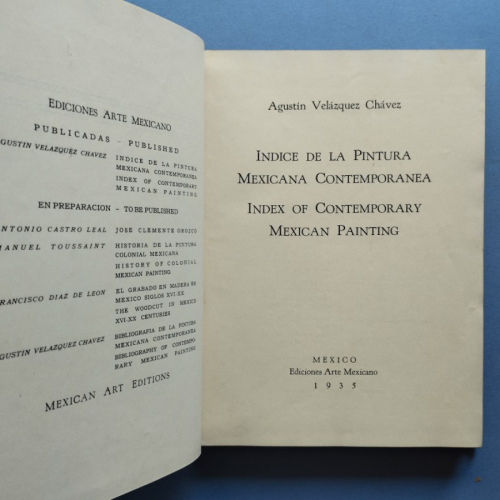 EDICIONES ARTE MEXICANO
PUBLICADAS - PUBLISHED
GUSTIN VELAZQUEZ CHAVEZ
INDICE DE LA PINTURA
MEXICANA CONTEMPORANEA
INDEX OF CONTEMPORARY
MEXICAN PAINTING
EN PREPARACION - TO BE PUBLISHED
NTONIO CASTRO LEAL JOSE CLEMENTE OROZCO
ANUEL TOUSSAINT HISTORIA DE LA PINTURA
COLONIAL MEXICANA
HISTORY OF COLONIAL
MEXICAN PAINTING
RANCISCO DIAZ DE LEON EL GRABADO EN MADERA EN
MEXICO SIGLOS XVI-XX
THE WOODCUT IN MEXICO
XVI-XX CENTURIES
GUSTIN VELAZQUEZ CHAVEZ BIBLIOGRAFIA DE LA PINTURA
MEXICANA CONTEMPORANEA
BIBLIOGRAPHY OF CONTEMPO-
RARY MEXICAN PAINTING
MEXICAN ART EDITIONS
Agustín Velázquez Chávez
INDICE DE LA PINTURA
MEXICANA CONTEMPORANEA
INDEX OF CONTEMPORARY
MEXICAN PAINTING
MEXICO
Ediciones Arte Mexicano
1935